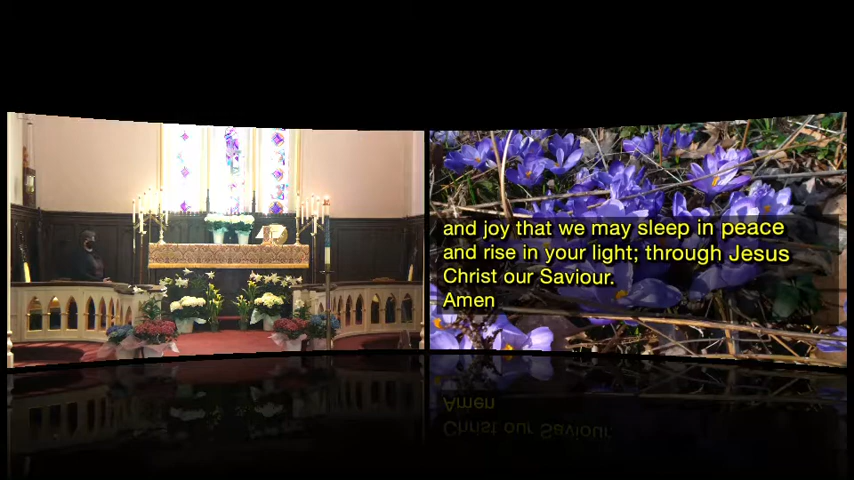 and joy that we may sleep in peace
and rise in your light; through Jesus
Christ our Saviour.
Amen